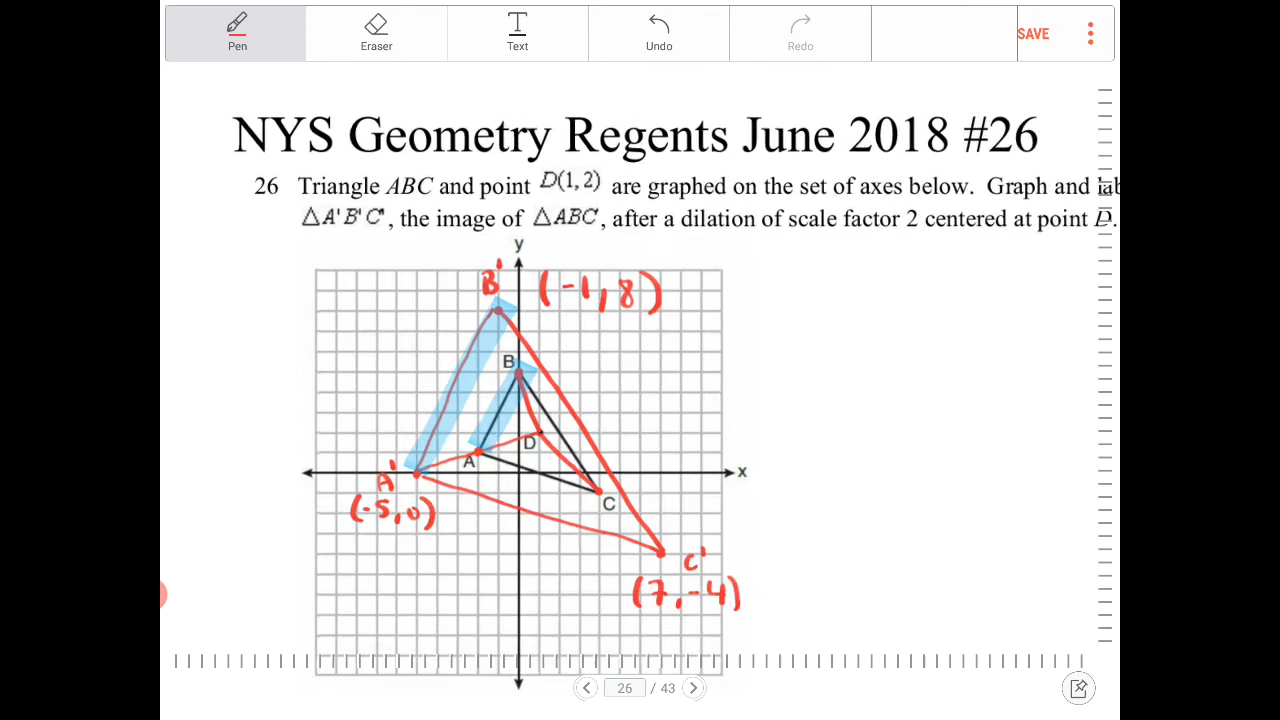 Pen Eraser Text Undo Redo SAVE
NYS Geometry Regents June 2018 #26
26 Triangle ABC and point D(1,2) are graphed on the set of axes below. Graph and
△A'B'C', the image of △ABC, after a dilation of scale factor 2 centered at point D.
y
B' (-1,8)
B
D
A
x
A'
C
(-5,0)
C'
(7,-4)
26 / 43